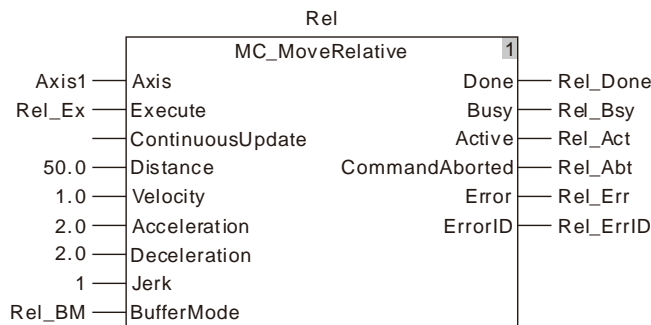 Rel
MC_MoveRelative 1
Axis1 Axis Done Rel_Done
Rel_Ex Execute Busy Rel_Bsy
ContinuousUpdate Active Rel_Act
50.0 Distance CommandAborted Rel_Abt
1.0 Velocity Error Rel_Err
2.0 Acceleration ErrorID Rel_ErrID
2.0 Deceleration
1 Jerk
Rel_BM BufferMode